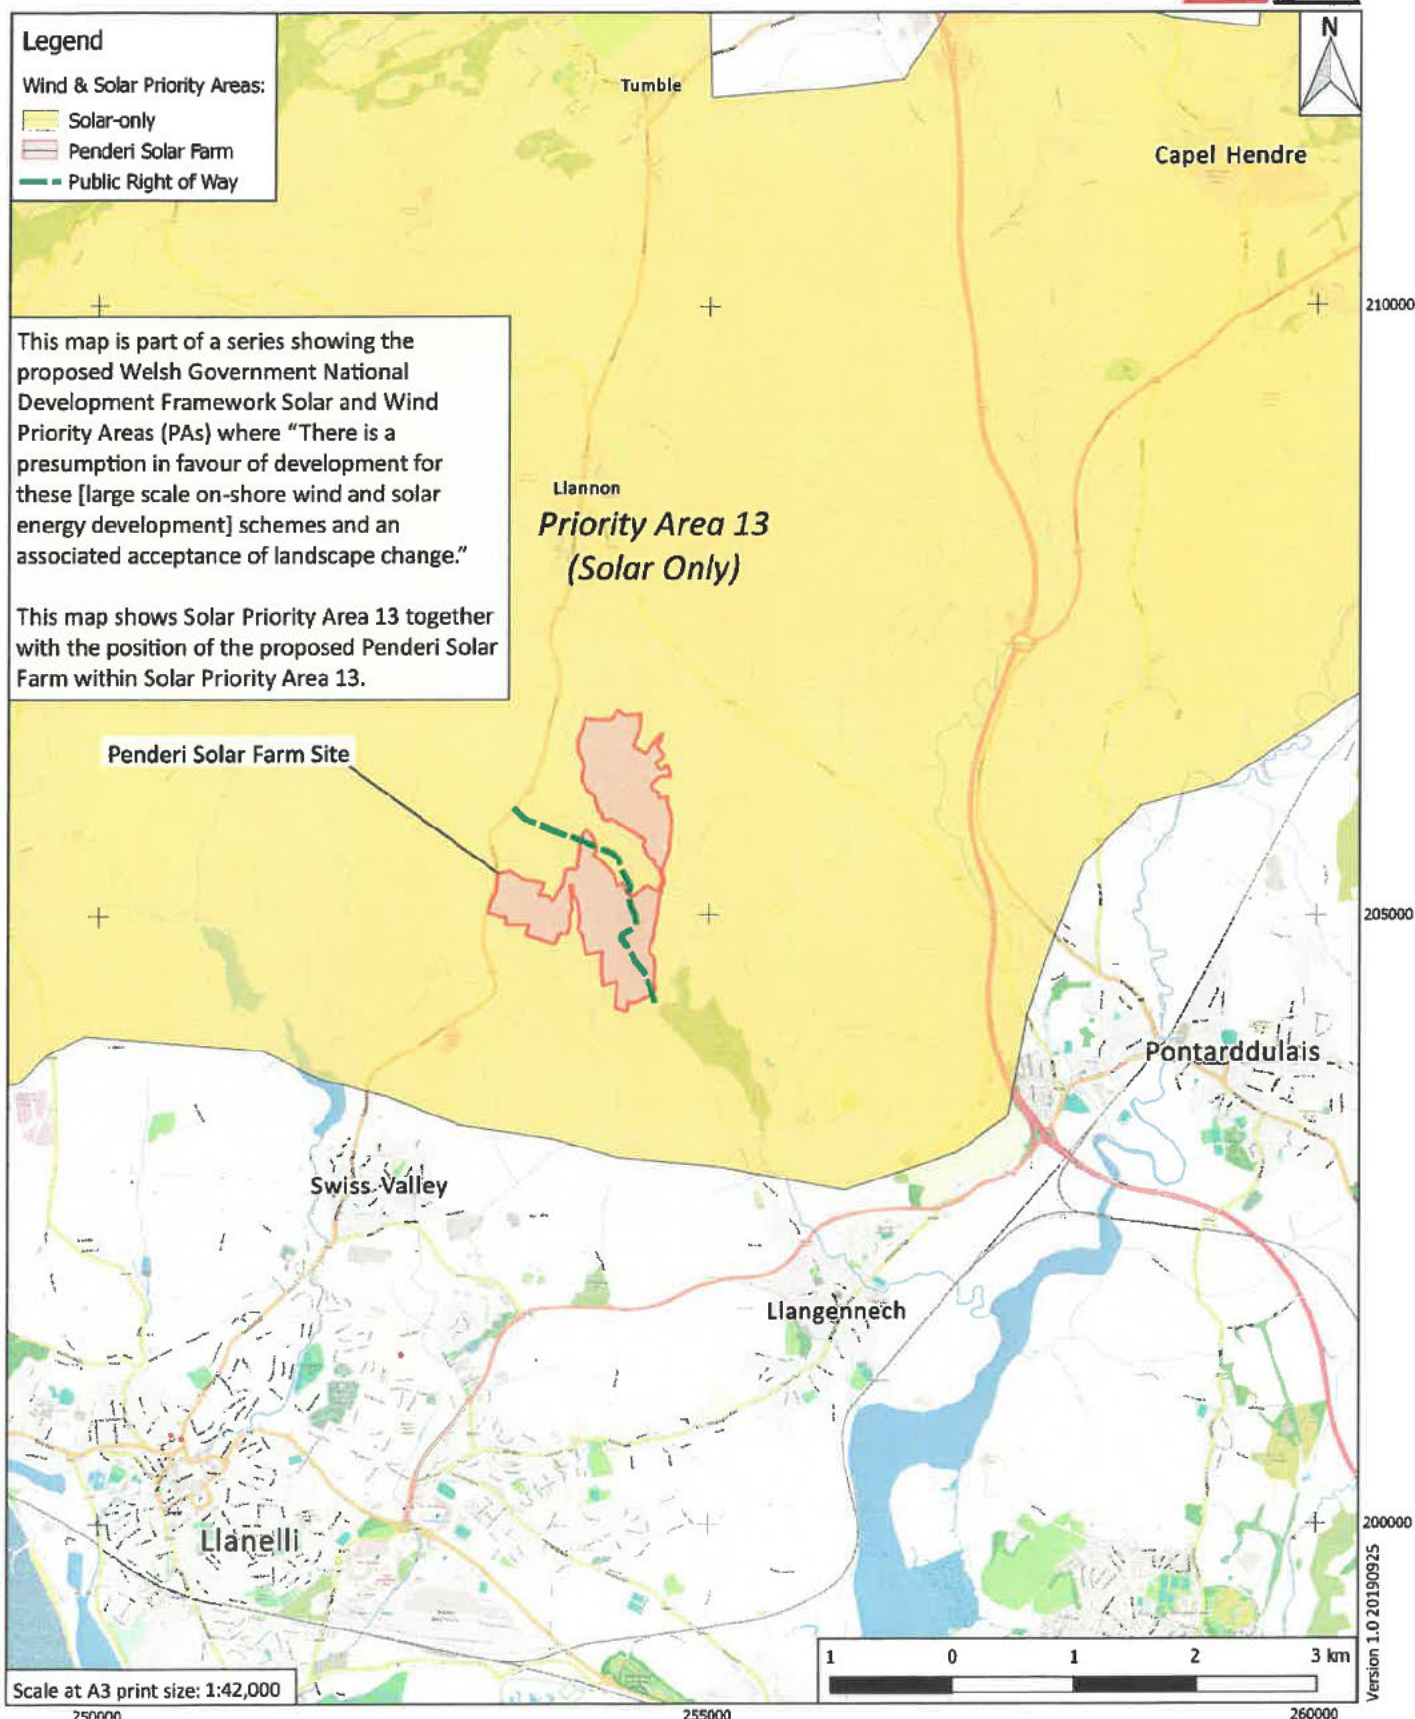 Legend
Wind & Solar Priority Areas:
Solar-only
Penderi Solar Farm
Public Right of Way
N
Tumble
Capel Hendre
210000
This map is part of a series showing the
proposed Welsh Government National
Development Framework Solar and Wind
Priority Areas (PAs) where “There is a
presumption in favour of development for
these [large scale on-shore wind and solar
energy development] schemes and an
associated acceptance of landscape change.”
This map shows Solar Priority Area 13 together
with the position of the proposed Penderi Solar
Farm within Solar Priority Area 13.
Llannon
Priority Area 13
(Solar Only)
Penderi Solar Farm Site
205000
Pontarddulais
Swiss Valley
Llangennech
Llanelli
200000
Version 1.0 20190925
1 0 1 2 3 km
Scale at A3 print size: 1:42,000
250000 255000 260000